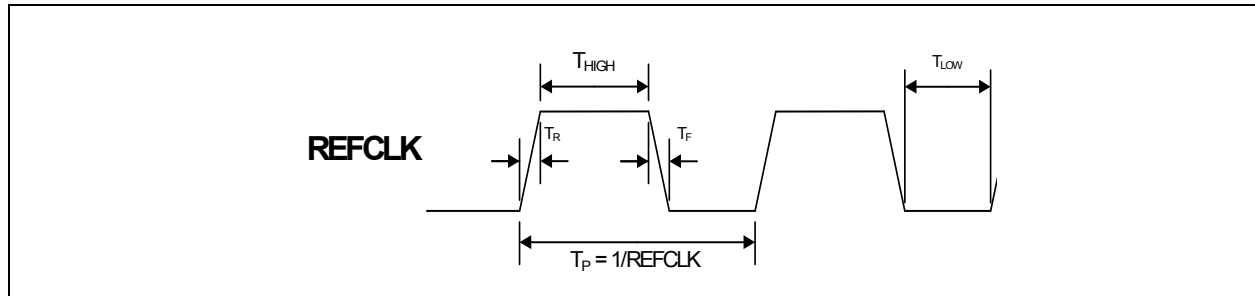 THIGH
TLOW
TR
TF
REFCLK
TP = 1/REFCLK